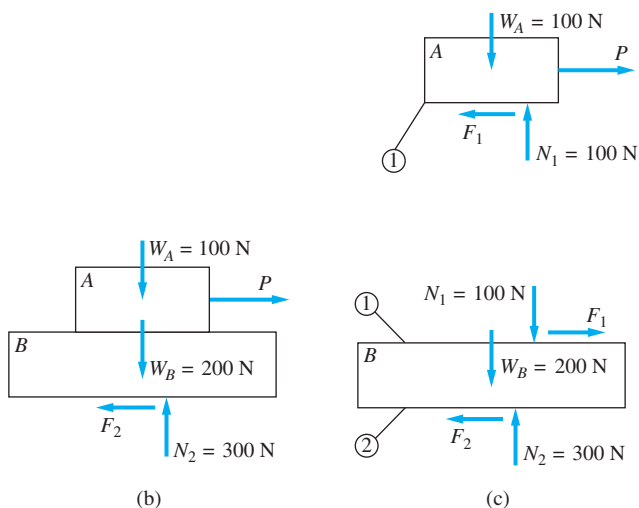 W_A = 100 N
A
P
F_1
1
N_1 = 100 N
W_A = 100 N
A
P
B
W_B = 200 N
F_2
N_2 = 300 N
(b)
N_1 = 100 N
1
F_1
B
W_B = 200 N
F_2
2
N_2 = 300 N
(c)